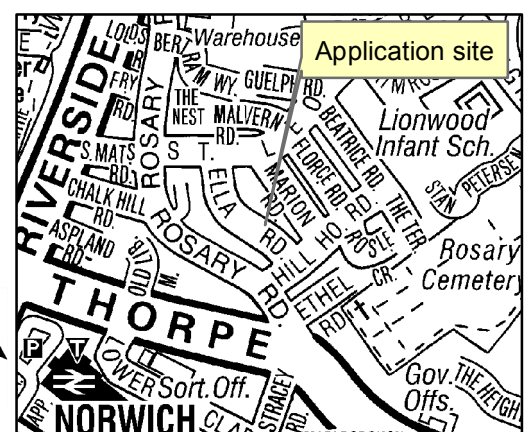 Application site
LOLDS
BERTRAM WY.
Warehouse
GUELPH RD.
FRY
RD.
THE
NEST
MALVERN
RD.
BEATRICE RD.
Lionwood
Infant Sch.
RIVERSIDE
S. MATS
RD.
ROSARY
S T.
ELLA
RD
MARION
FLORCE RD
STAN
PETERSEN
CHALK HILL
RD.
ROSARY
RD.
HILL HO. RD.
ROSLE
THE TER
Rosary
Cemetery
ASPLAND
RD
OLD LIB.
M.
CR.
ETHEL
RD
THORPE
P
LOWER
Sort. Off.
STRACEY
RD.
Gov.
Offs.
THE HEIGH
APP.
NORWICH
CLA